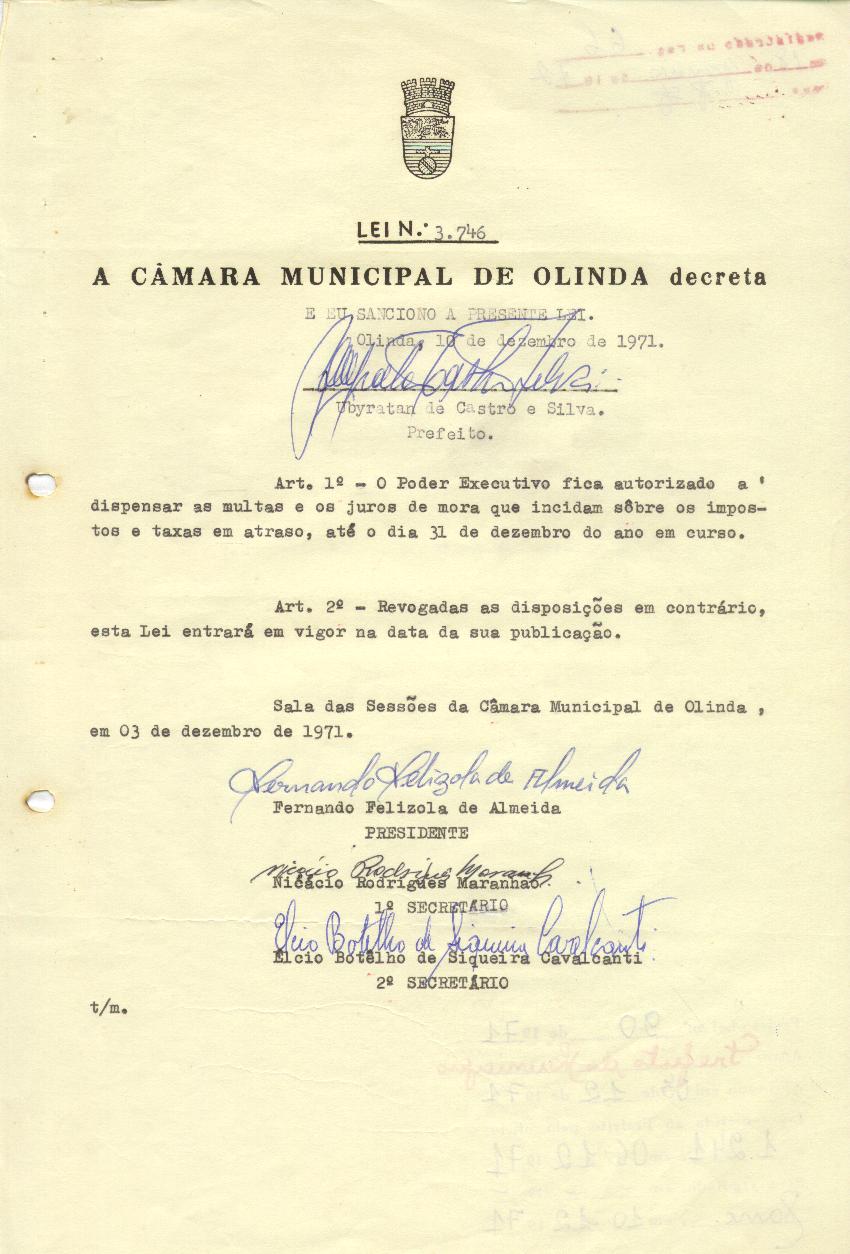 LEI N.º 3.746
A CÂMARA MUNICIPAL DE OLINDA decreta
E EU SANCIONO A PRESENTE LEI.
Olinda, 10 de dezembro de 1971.
Ubyratan de Castro e Silva.
Prefeito.
Art. 1º - O Poder Executivo fica autorizado a '
dispensar as multas e os juros de mora que incidam sôbre os impos-
tos e taxas em atraso, até o dia 31 de dezembro do ano em curso.
Art. 2º - Revogadas as disposições em contrário,
esta Lei entrará em vigor na data da sua publicação.
Sala das Sessões da Câmara Municipal de Olinda ,
em 03 de dezembro de 1971.
Fernando Felizola de Almeida
Fernando Felizola de Almeida
PRESIDENTE
Nicácio Rodrigues Maranhão
Nicácio Rodrigues Maranhão.
1º SECRETÁRIO
Elcio Botelho de Siqueira Cavalcanti
Élcio Botêlho de Siqueira Cavalcanti
2º SECRETÁRIO
t/m.